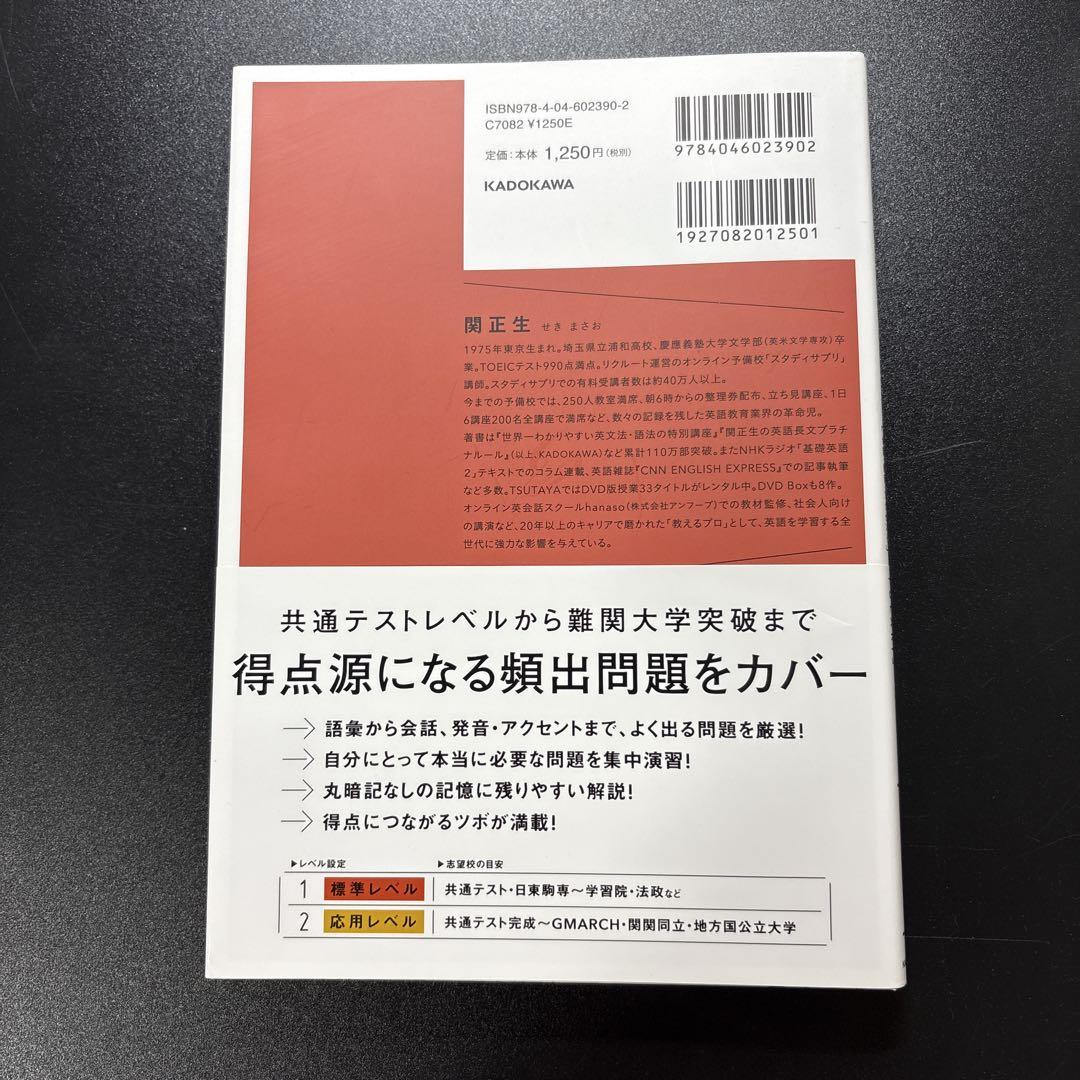 ISBN978-4-04-602390-2
C7082 ¥1250E
定価:本体 1,250円(税別)
KADOKAWA
9784046023902
1927082012501
関正生 せき まさお
1975年東京生まれ。埼玉県立浦和高校、慶應義塾大学文学部(英米文学専攻)卒
業。TOEICテスト990点満点。リクルート運営のオンライン予備校「スタディサプリ」
講師。スタディサプリでの有料受講者数は約40万人以上。
今までの予備校では、250人教室満席、朝6時からの整理券配布、立ち見講座、1日
6講座200名全講座で満席など、数々の記録を残した英語教育業界の革命児。
著書は『世界一わかりやすい英文法・語法の特別講座』『関正生の英語長文プラチ
ナルール』(以上、KADOKAWA)など累計110万部突破。またNHKラジオ「基礎英語
2」テキストでのコラム連載、英語雑誌『CNN ENGLISH EXPRESS』での記事執筆
など多数。TSUTAYAではDVD版授業33タイトルがレンタル中。DVD Boxも8作。
オンライン英会話スクールhanaso(株式会社アンフープ)での教材監修、社会人向け
の講演など、20年以上のキャリアで磨かれた「教えるプロ」として、英語を学習する全
世代に強力な影響を与えている。
共通テストレベルから難関大学突破まで
得点源になる頻出問題をカバー
→ 語彙から会話、発音・アクセントまで、よく出る問題を厳選!
→ 自分にとって本当に必要な問題を集中演習!
→ 丸暗記なしの記憶に残りやすい解説!
→ 得点につながるツボが満載!
▶レベル設定 ▶志望校の目安
1 標準レベル 共通テスト・日東駒専〜学習院・法政など
2 応用レベル 共通テスト完成〜GMARCH・関関同立・地方国公立大学